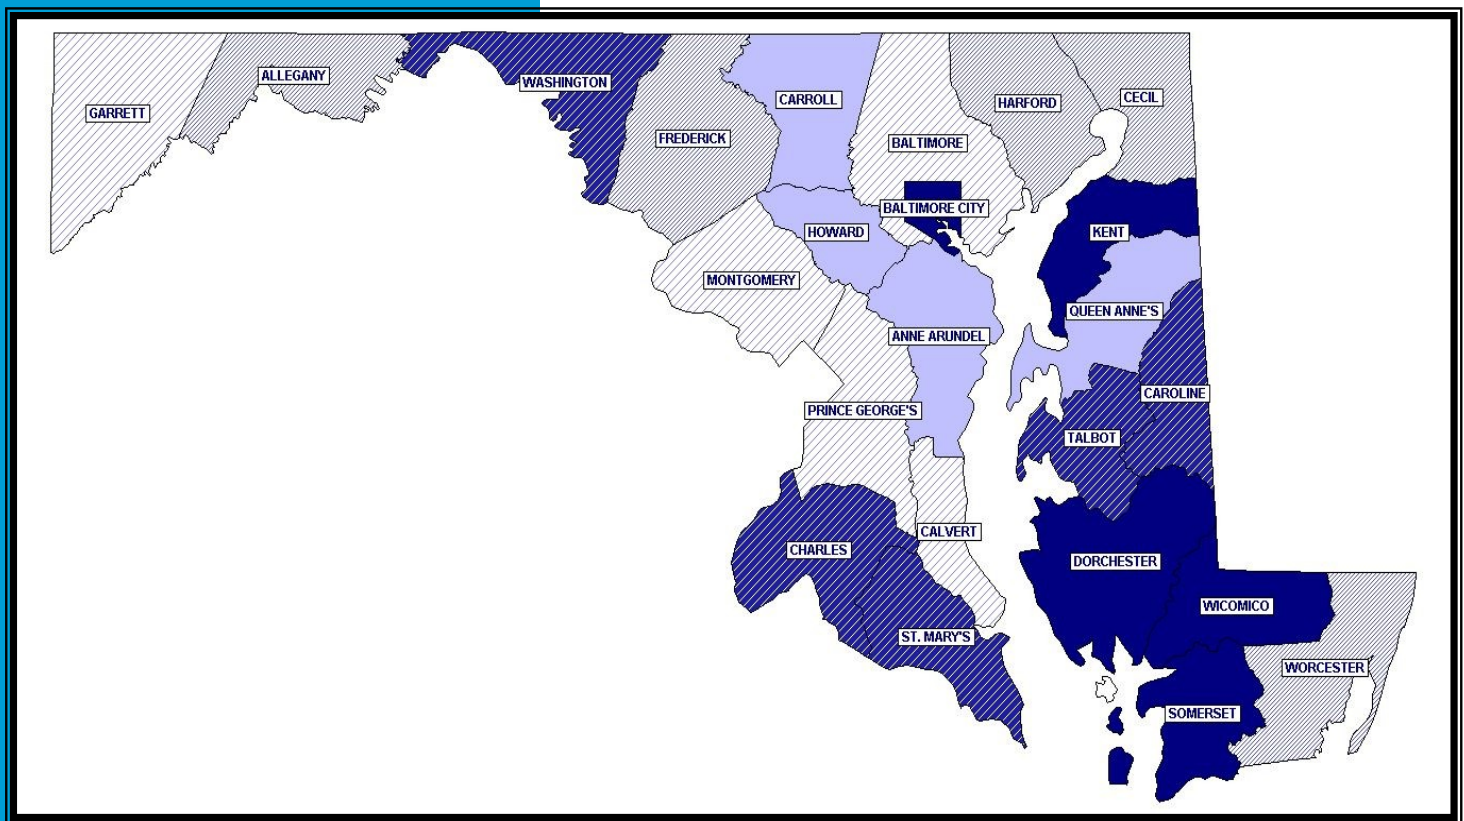 ALLEGANY
WASHINGTON
GARRETT
CARROLL
CECIL
HARFORD
FREDERICK
BALTIMORE
BALTIMORE CITY
HOWARD
KENT
MONTGOMERY
QUEEN ANNE'S
ANNE ARUNDEL
CAROLINE
PRINCE GEORGE'S
TALBOT
CALVERT
CHARLES
DORCHESTER
WICOMICO
ST. MARY'S
WORCESTER
SOMERSET